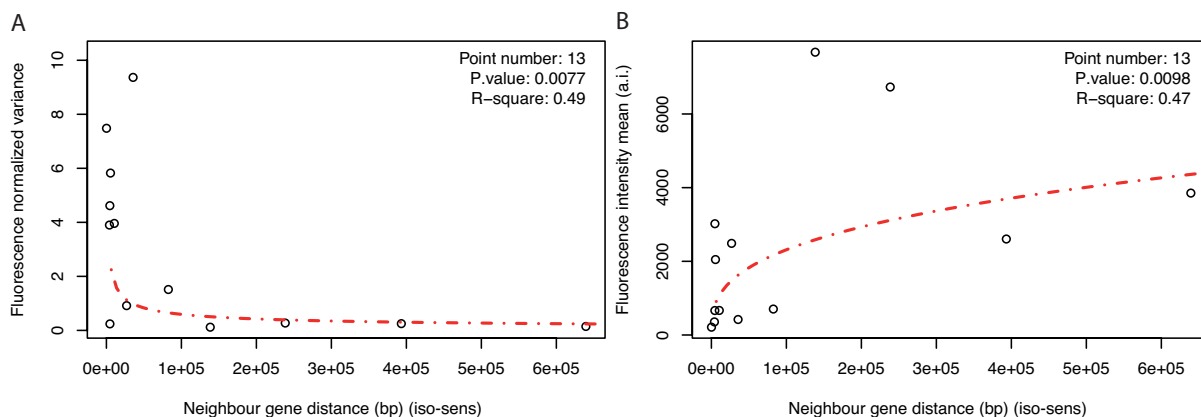 A
Fluorescence normalized variance
10
8
6
4
2
0
Point number: 13
P.value: 0.0077
R−square: 0.49
0e+00 1e+05 2e+05 3e+05 4e+05 5e+05 6e+05
Neighbour gene distance (bp) (iso-sens)
B
Fluorescence intensity mean (a.i.)
6000
4000
2000
0
Point number: 13
P.value: 0.0098
R−square: 0.47
0e+00 1e+05 2e+05 3e+05 4e+05 5e+05 6e+05
Neighbour gene distance (bp) (iso-sens)